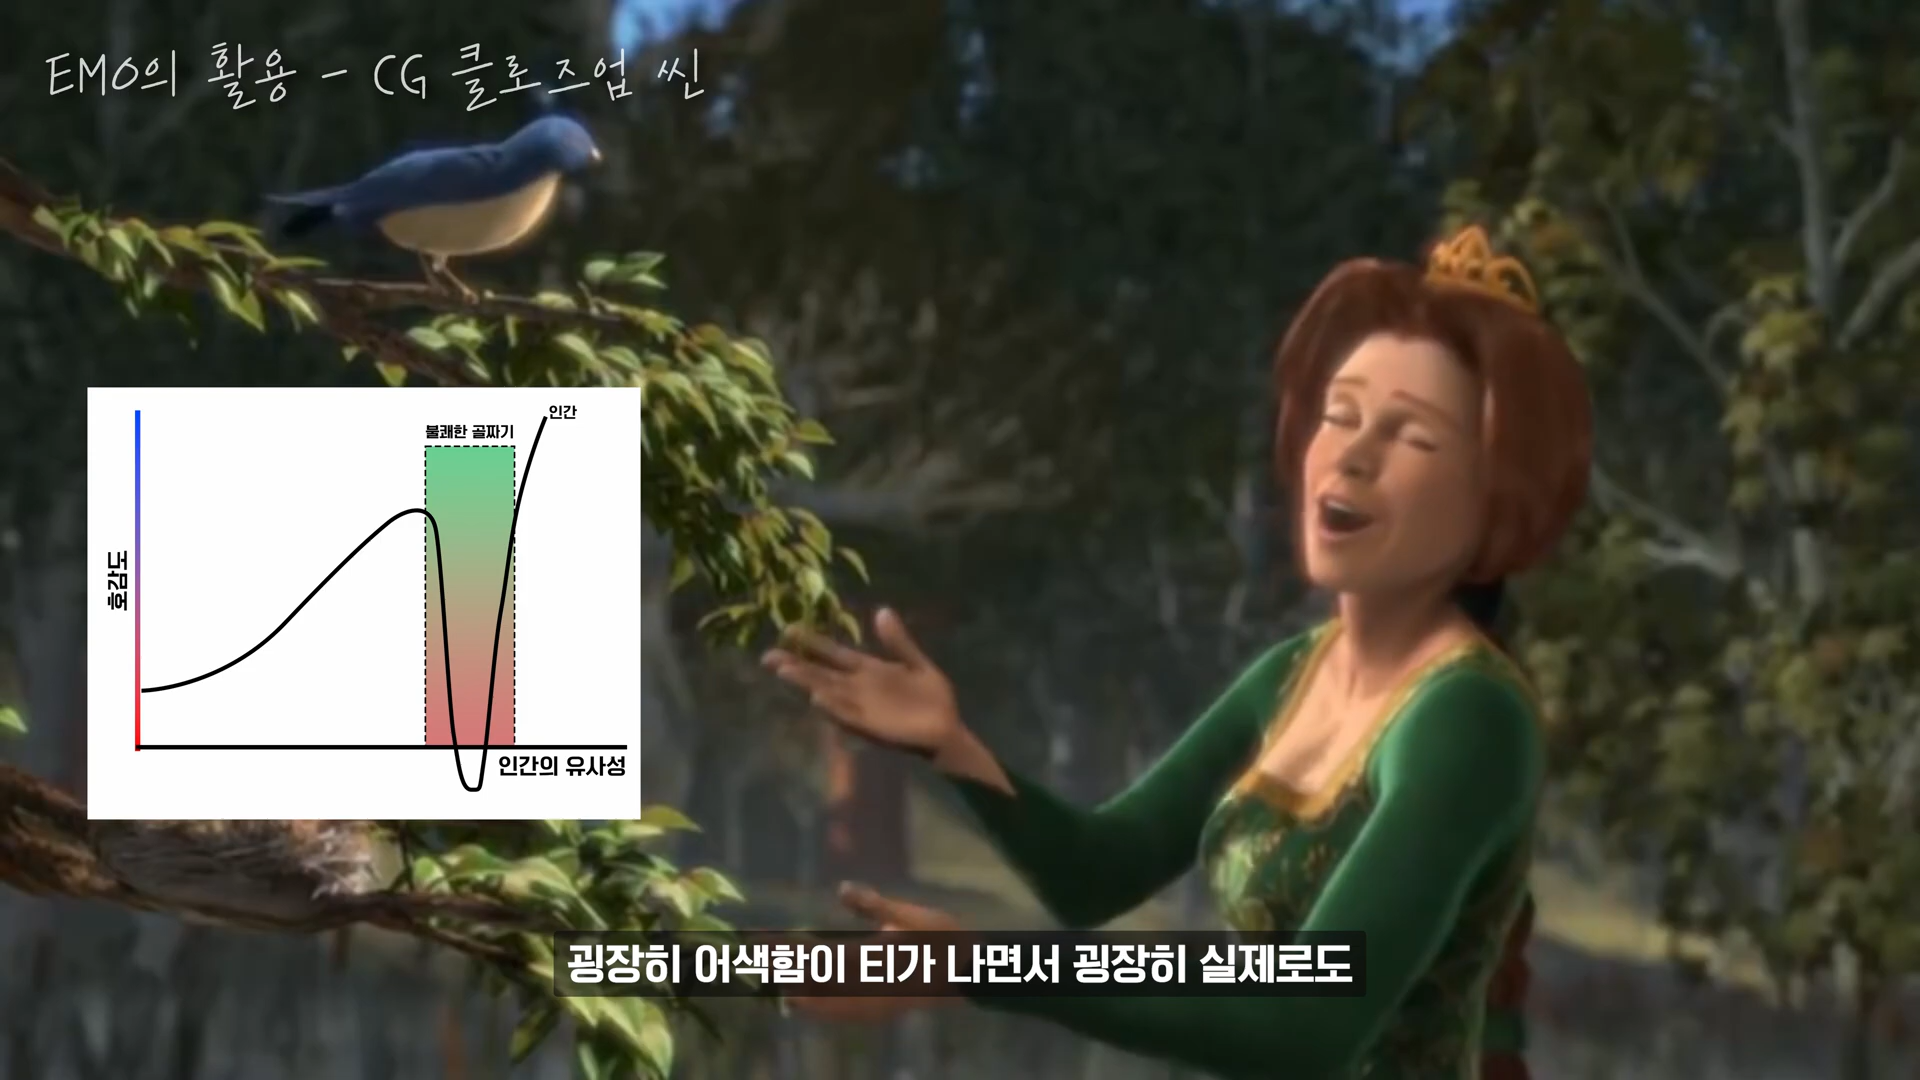 EMO의 활용 - CG 클로즈업 씬
인간
불쾌한 골짜기
호감도
인간의 유사성
굉장히 어색함이 티가 나면서 굉장히 실제로도